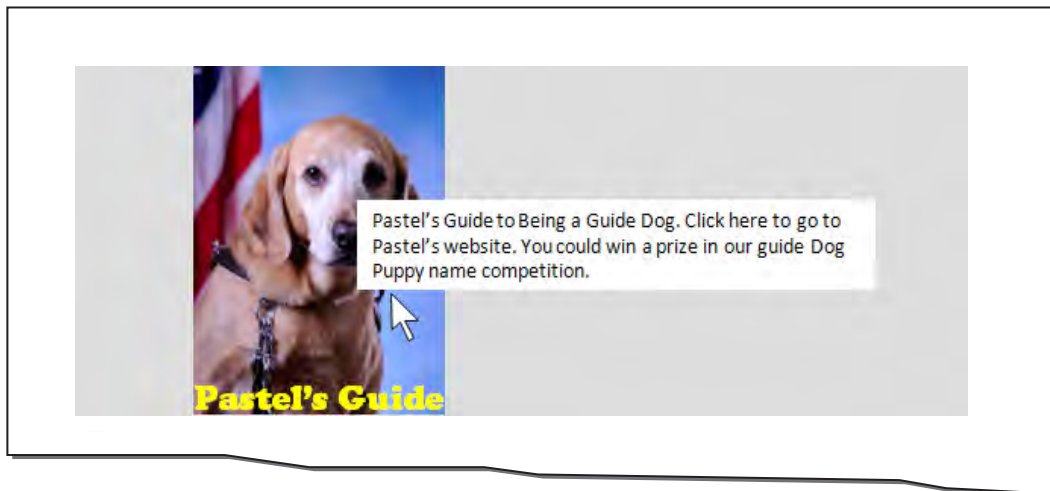 Pastel's Guide to Being a Guide Dog. Click here to go to
Pastel's website. You could win a prize in our guide Dog
Puppy name competition.
Pastel's Guide